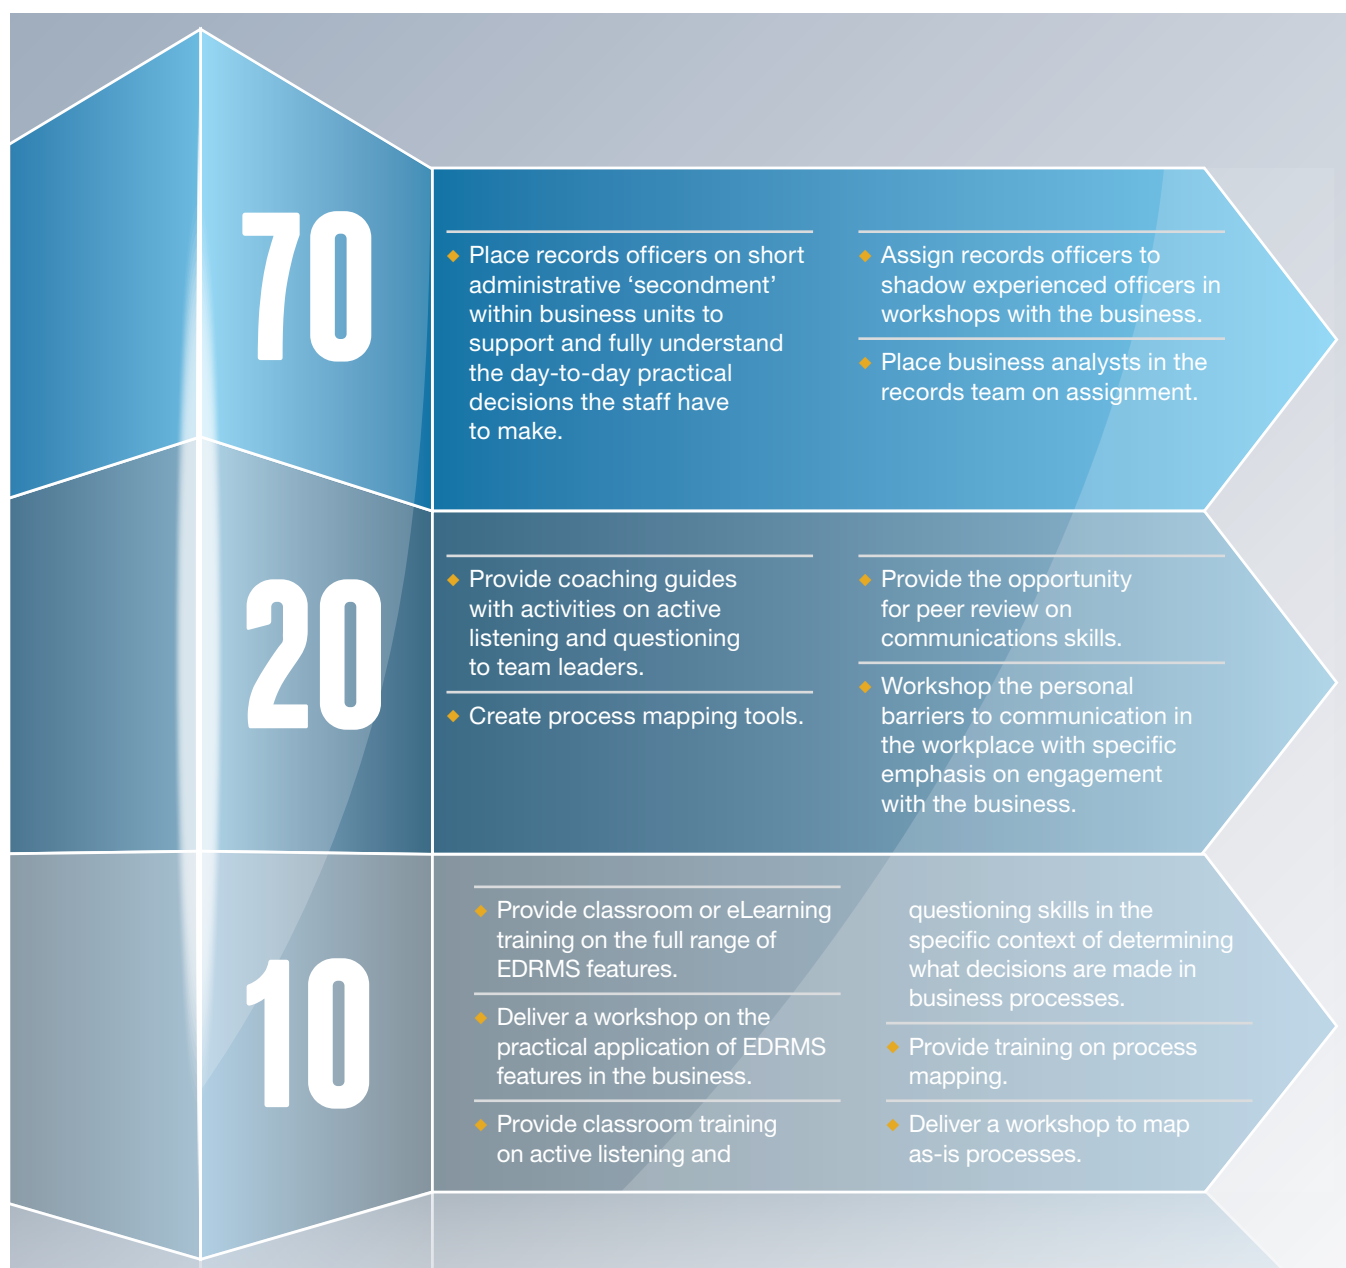 70
Place records officers on short
administrative ‘secondment’
within business units to
support and fully understand
the day-to-day practical
decisions the staff have
to make.
Assign records officers to
shadow experienced officers in
workshops with the business.
Place business analysts in the
records team on assignment.
20
Provide coaching guides
with activities on active
listening and questioning
to team leaders.
Create process mapping tools.
Provide the opportunity
for peer review on
communications skills.
Workshop the personal
barriers to communication in
the workplace with specific
emphasis on engagement
with the business.
10
Provide classroom or eLearning
training on the full range of
EDRMS features.
Deliver a workshop on the
practical application of EDRMS
features in the business.
Provide classroom training
on active listening and
questioning skills in the
specific context of determining
what decisions are made in
business processes.
Provide training on process
mapping.
Deliver a workshop to map
as-is processes.